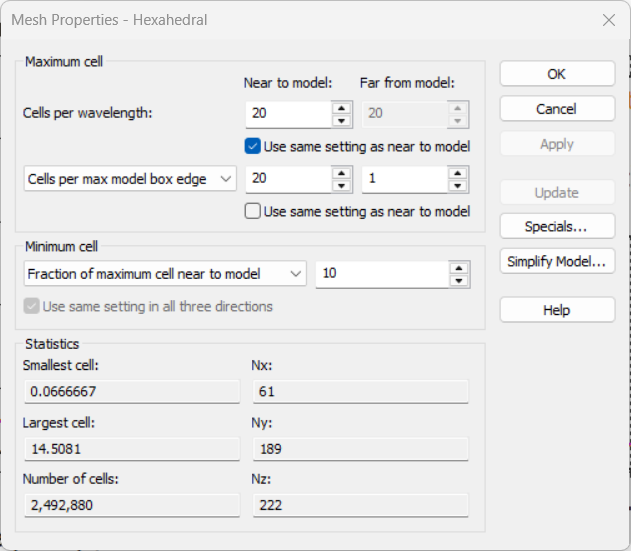 Mesh Properties - Hexahedral
Maximum cell
Near to model: Far from model:
Cells per wavelength: 20 20
Use same setting as near to model
Cells per max model box edge 20 1
Use same setting as near to model
Minimum cell
Fraction of maximum cell near to model 10
Use same setting in all three directions
Statistics
Smallest cell: Nx:
0.0666667 61
Largest cell: Ny:
14.5081 189
Number of cells: Nz:
2,492,880 222
OK
Cancel
Apply
Update
Specials...
Simplify Model...
Help